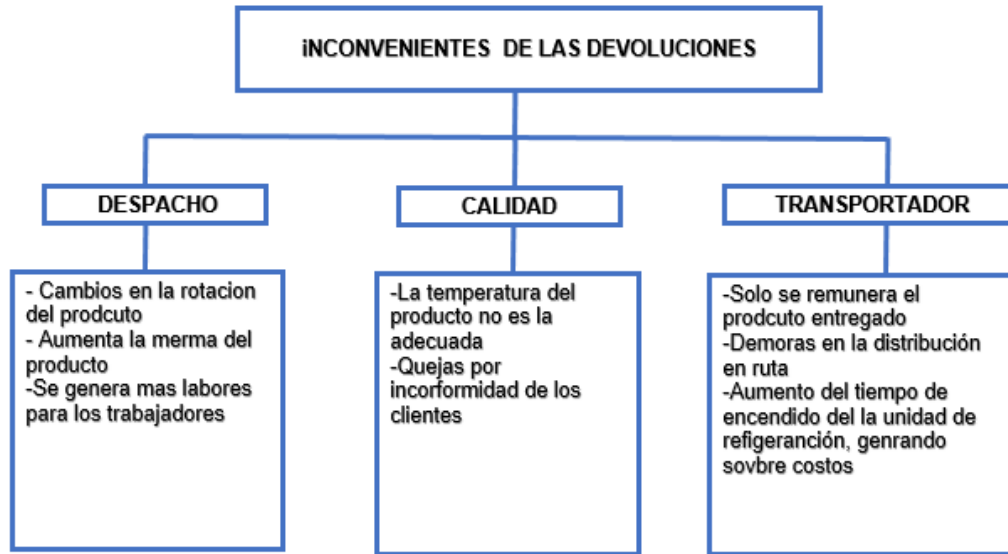 iNCONVENIENTES DE LAS DEVOLUCIONES
DESPACHO
- Cambios en la rotacion
del prodcuto
- Aumenta la merma del
producto
-Se genera mas labores
para los trabajadores
CALIDAD
-La temperatura del
producto no es la
adecuada
-Quejas por
incorformidad de los
clientes
TRANSPORTADOR
-Solo se remunera el
prodcuto entregado
-Demoras en la distribución
en ruta
-Aumento del tiempo de
encendido del la unidad de
refigeranción, genrando
sovbre costos